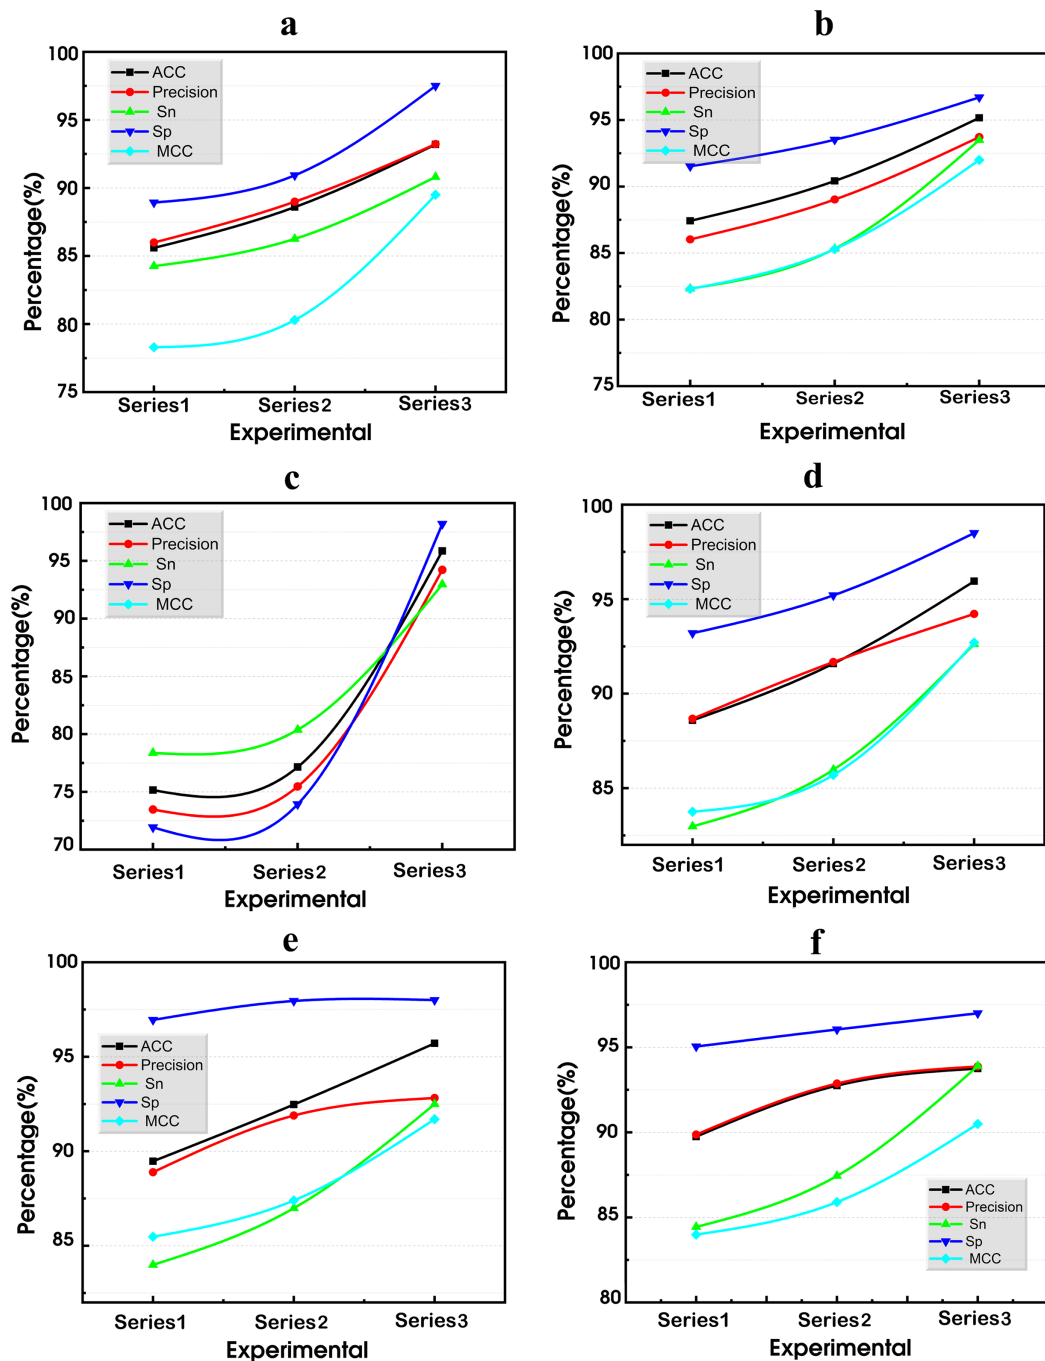 a
100
95
90
85
80
75
Percentage(%)
ACC
Precision
Sn
Sp
MCC
Series1 Series2 Series3
Experimental
b
100
95
90
85
80
75
Percentage(%)
ACC
Precision
Sn
Sp
MCC
Series1 Series2 Series3
Experimental
c
100
95
90
85
80
75
70
Percentage(%)
ACC
Precision
Sn
Sp
MCC
Series1 Series2 Series3
Experimental
d
100
95
90
85
Percentage(%)
ACC
Precision
Sn
Sp
MCC
Series1 Series2 Series3
Experimental
e
100
95
90
85
Percentage(%)
ACC
Precision
Sn
Sp
MCC
Series1 Series2 Series3
Experimental
f
100
95
90
85
80
Percentage(%)
ACC
Precision
Sn
Sp
MCC
Series1 Series2 Series3
Experimental